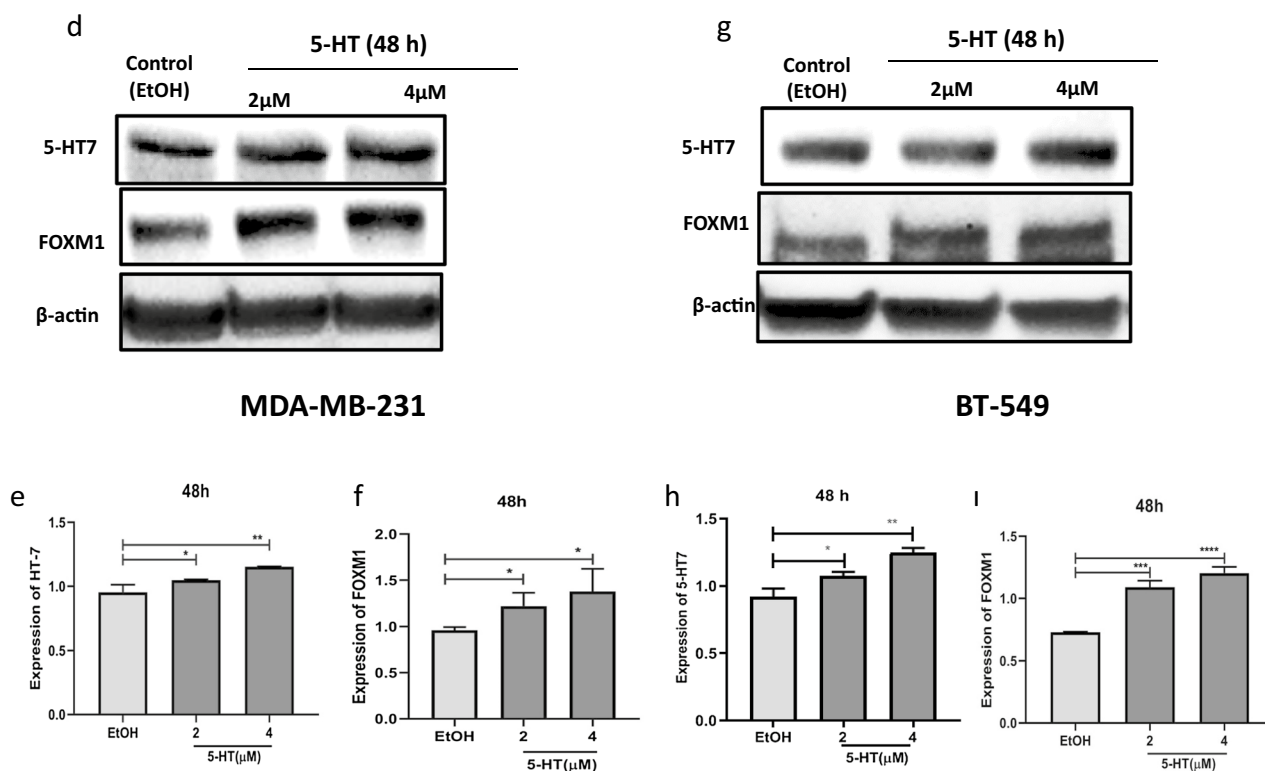 d
5-HT (48 h)
Control
(EtOH)
2μM
4μM
5-HT7
FOXM1
β-actin
MDA-MB-231
g
5-HT (48 h)
Control
(EtOH)
2μM
4μM
5-HT7
FOXM1
β-actin
BT-549
e
48h
Expression of HT-7
1.5
1.0
0.5
0.0
*
**
EtOH
2
4
5-HT(μM)
f
48h
Expression of FOXM1
2.0
1.5
1.0
0.5
0.0
*
*
EtOH
2
4
5-HT(μM)
h
48 h
Expression of 5-HT7
1.5
1.0
0.5
0.0
*
**
EtOH
2
4
5-HT(μM)
I
48h
Expression of FOXM1
1.5
1.0
0.5
0.0
***
****
EtOH
2
4
5-HT(μM)